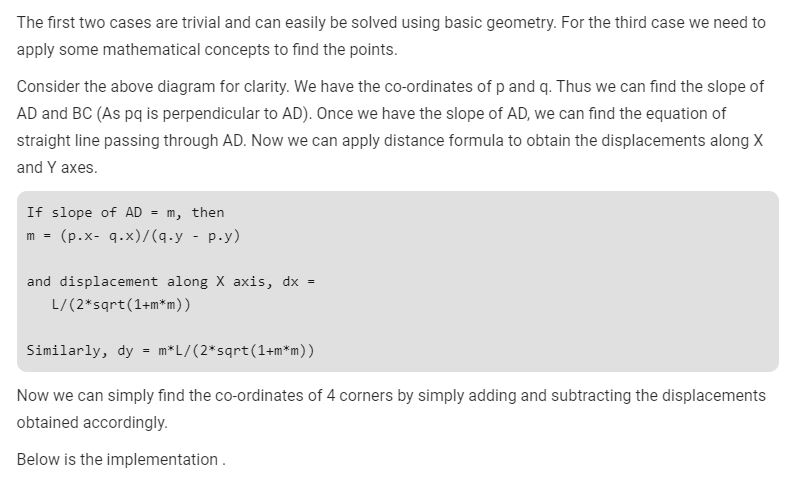 The first two cases are trivial and can easily be solved using basic geometry. For the third case we need to
apply some mathematical concepts to find the points.
Consider the above diagram for clarity. We have the co-ordinates of p and q. Thus we can find the slope of
AD and BC (As pq is perpendicular to AD). Once we have the slope of AD, we can find the equation of
straight line passing through AD. Now we can apply distance formula to obtain the displacements along X
and Y axes.
If slope of AD = m, then
m = (p.x- q.x)/(q.y - p.y)
and displacement along X axis, dx =
L/(2*sqrt(1+m*m))
Similarly, dy = m*L/(2*sqrt(1+m*m))
Now we can simply find the co-ordinates of 4 corners by simply adding and subtracting the displacements
obtained accordingly.
Below is the implementation .